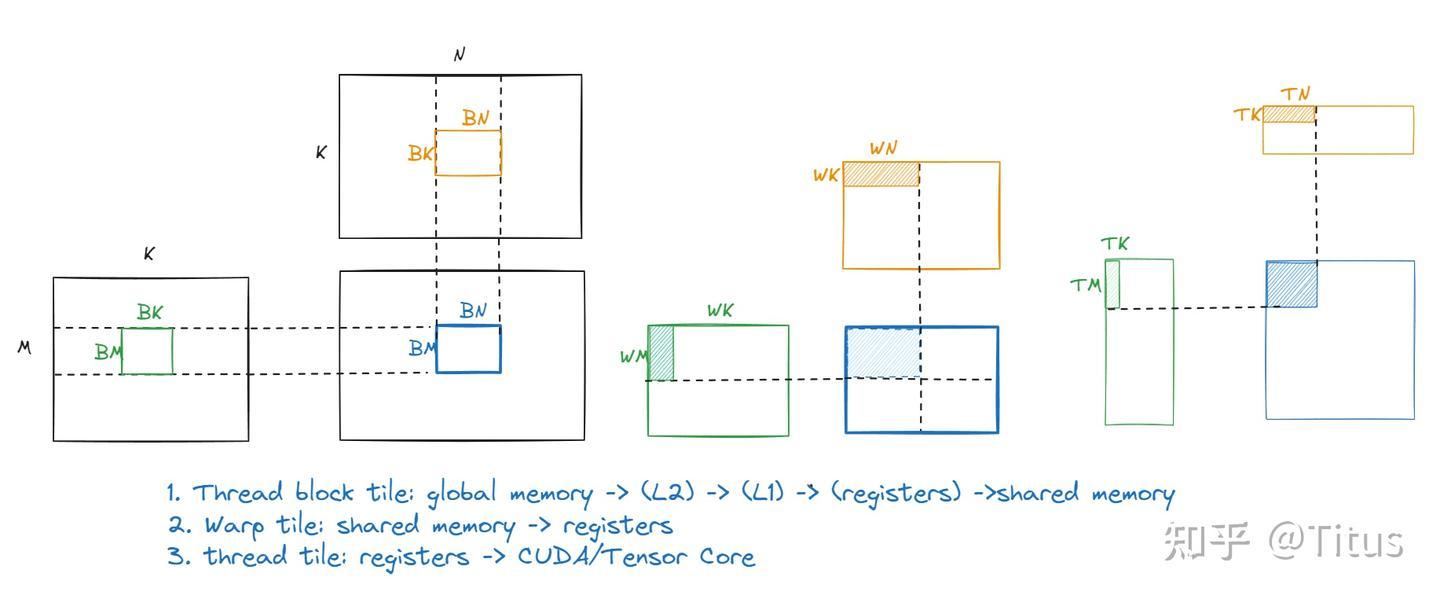 N
BN
BK
K
K
BK
BM
M
BN
BM
WN
WK
WK
WM
TN
TK
TK
TM
1. Thread block tile: global memory -> (L2) -> (L1) -> (registers) ->shared memory
2. Warp tile: shared memory -> registers
3. thread tile: registers -> CUDA/Tensor Core
知乎 @Titus